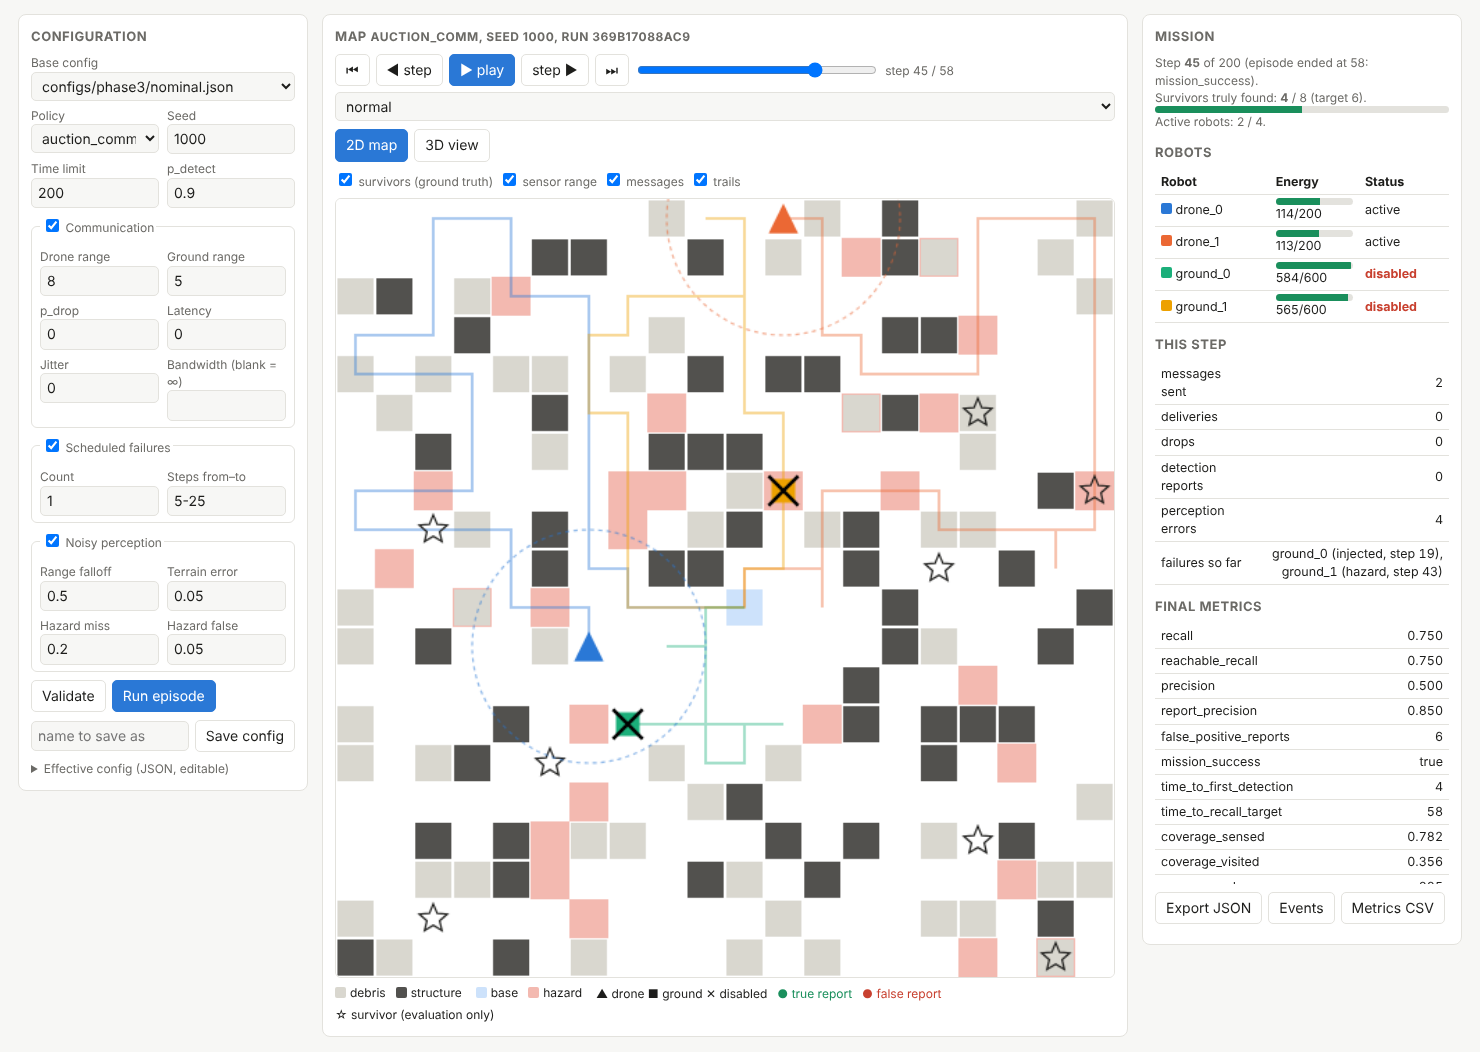 CONFIGURATION
Base config
configs/phase3/nominal.json
Policy Seed
auction_comm 1000
Time limit p_detect
200 0.9
Communication
Drone range Ground range
8 5
p_drop Latency
0 0
Jitter Bandwidth (blank = ∞)
0
Scheduled failures
Count Steps from–to
1 5-25
Noisy perception
Range falloff Terrain error
0.5 0.05
Hazard miss Hazard false
0.2 0.05
Validate Run episode
name to save as Save config
▶ Effective config (JSON, editable)
MAP AUCTION_COMM, SEED 1000, RUN 369B17088AC9
⏮ ◀ step ▶ play step ▶ ⏭ step 45 / 58
normal
2D map 3D view
survivors (ground truth) sensor range messages trails
debris structure base hazard ▲ drone ■ ground × disabled ● true report ● false report
☆ survivor (evaluation only)
MISSION
Step 45 of 200 (episode ended at 58:
mission_success).
Survivors truly found: 4 / 8 (target 6).
Active robots: 2 / 4.
ROBOTS
Robot Energy Status
drone_0 114/200 active
drone_1 113/200 active
ground_0 584/600 disabled
ground_1 565/600 disabled
THIS STEP
messages sent 2
deliveries 0
drops 0
detection reports 0
perception errors 4
failures so far ground_0 (injected, step 19),
ground_1 (hazard, step 43)
FINAL METRICS
recall 0.750
reachable_recall 0.750
precision 0.500
report_precision 0.850
false_positive_reports 6
mission_success true
time_to_first_detection 4
time_to_recall_target 58
coverage_sensed 0.782
coverage_visited 0.356
Export JSON Events Metrics CSV